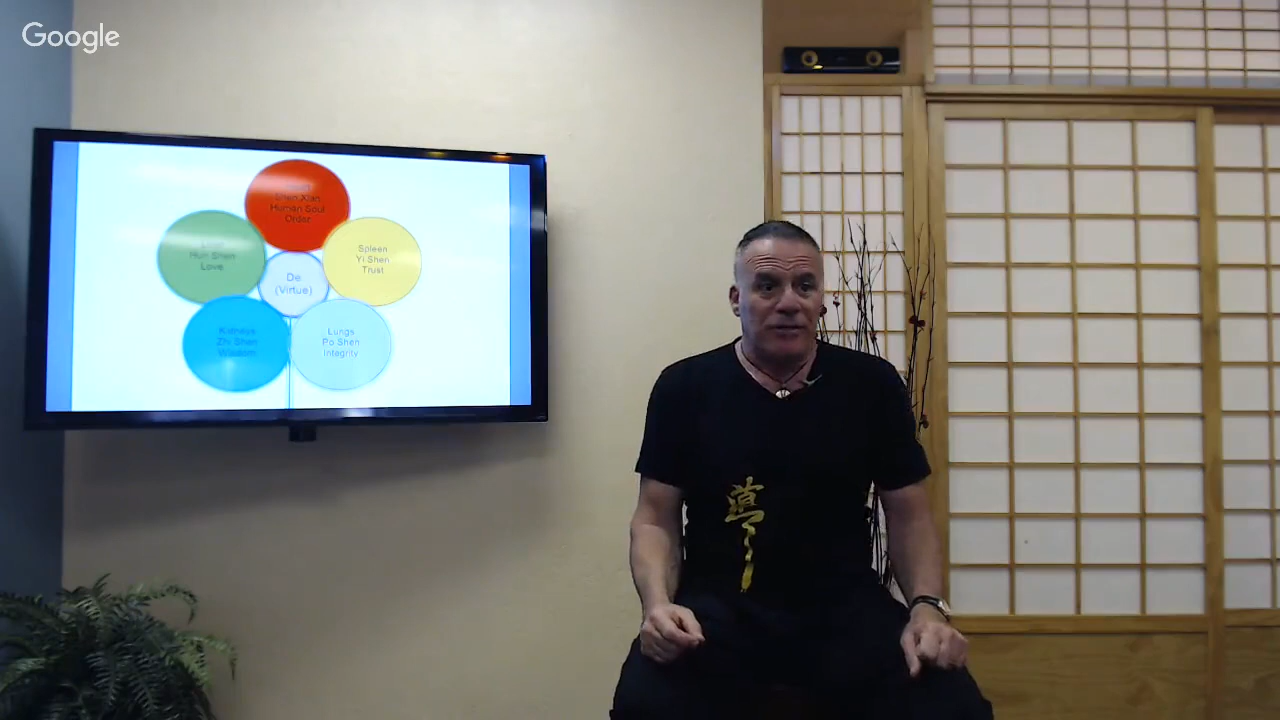 Google
Shen Xian
Human Soul
Order
Liver
Hun Shen
Love
Spleen
Yi Shen
Trust
De
(Virtue)
Kidneys
Zhi Shen
Wisdom
Lungs
Po Shen
Integrity